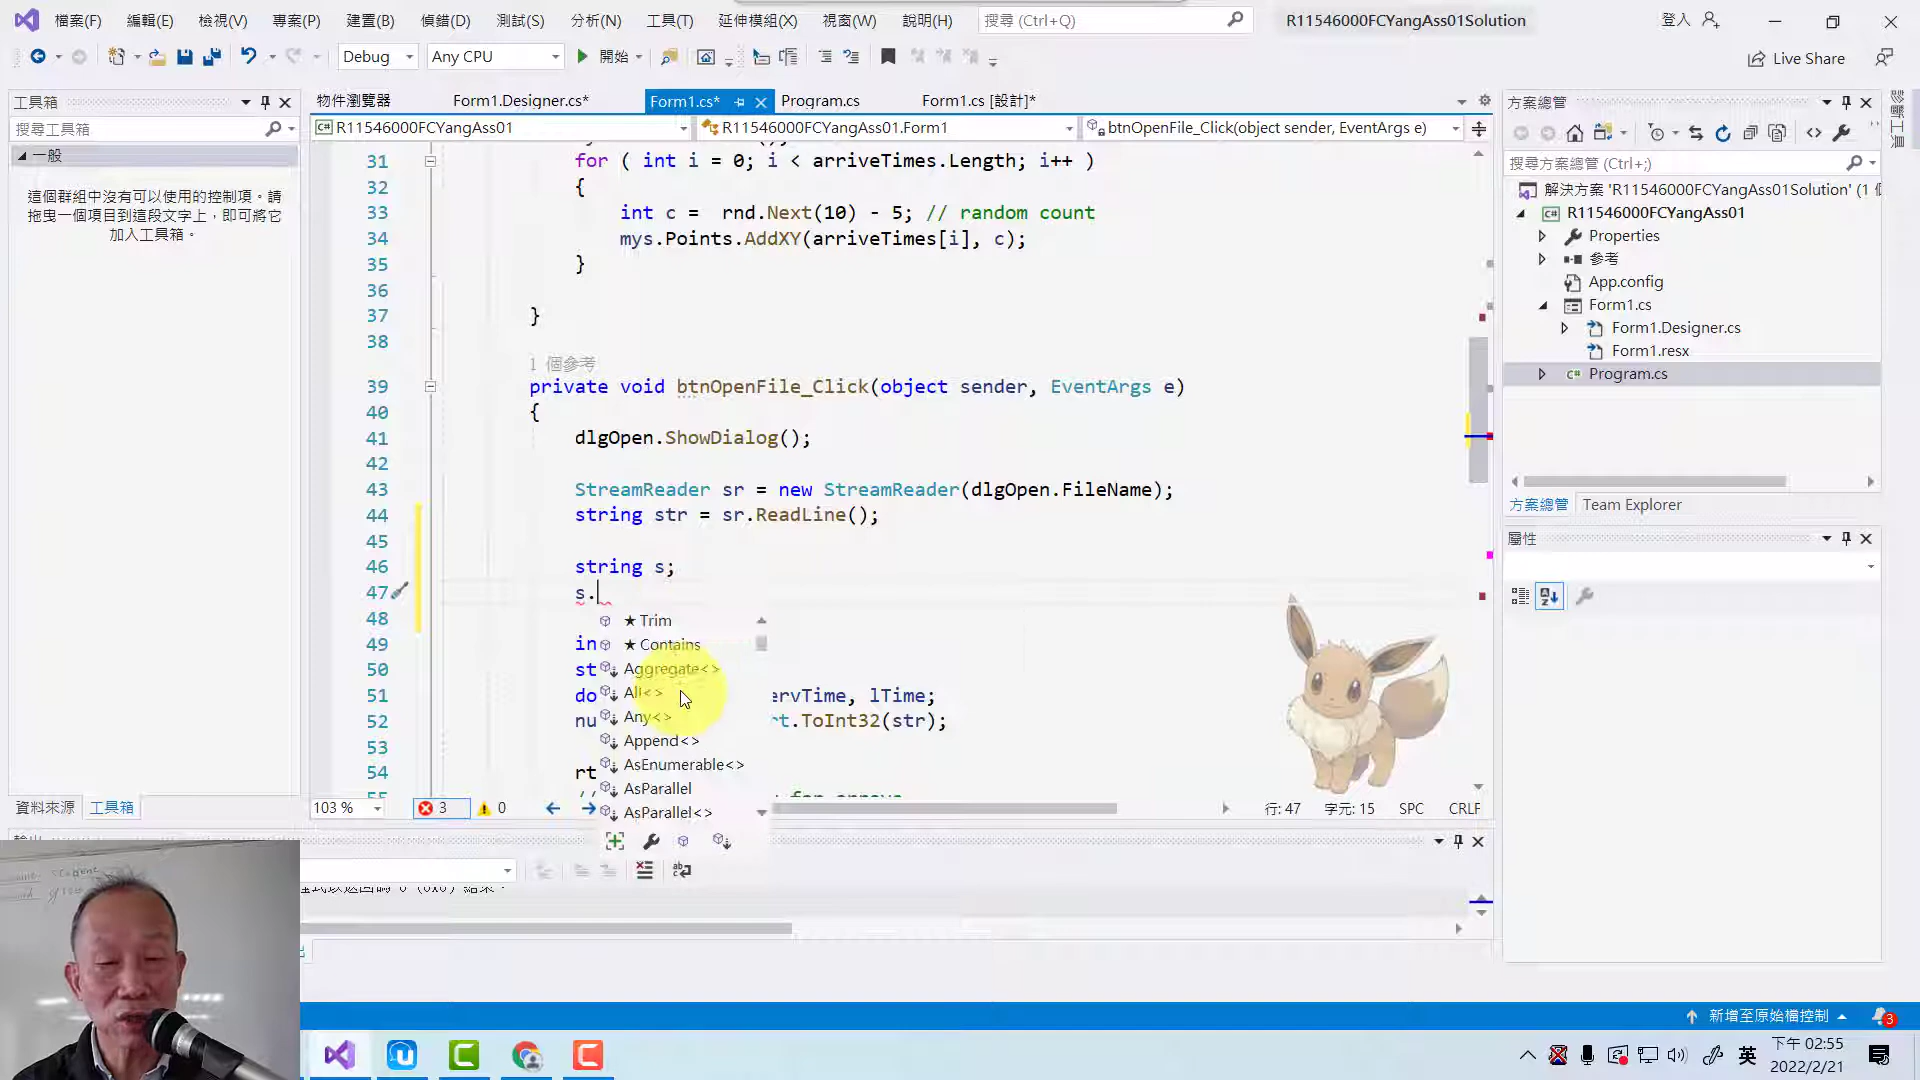 檔案(F) 編輯(E) 檢視(V) 專案(P) 建置(B) 偵錯(D) 測試(S) 分析(N) 工具(T) 延伸模組(X) 視窗(W) 說明(H) 搜尋 (Ctrl+Q) R11546000FCYangAss01Solution 登入
Debug Any CPU 開始 Live Share
工具箱
搜尋工具箱
一般
這個群組中沒有可以使用的控制項。請
拖曳一個項目到這段文字上，即可將它
加入工具箱。
資料來源 工具箱
物件瀏覽器 Form1.Designer.cs* Form1.cs* Program.cs Form1.cs [設計]*
R11546000FCYangAss01 R11546000FCYangAss01.Form1 btnOpenFile_Click(object sender, EventArgs e)
31 for ( int i = 0; i < arriveTimes.Length; i++ )
32 {
33 int c = rnd.Next(10) - 5; // random count
34 mys.Points.AddXY(arriveTimes[i], c);
35 }
36
37 }
38
1 個參考
39 private void btnOpenFile_Click(object sender, EventArgs e)
40 {
41 dlgOpen.ShowDialog();
42
43 StreamReader sr = new StreamReader(dlgOpen.FileName);
44 string str = sr.ReadLine();
45
46 string s;
47 s.
48
49 in
50 st
51 do ervTime, lTime;
52 nu rt.ToInt32(str);
53
54 rt
★ Trim
★ Contains
Aggregate<>
All<>
Any<>
Append<>
AsEnumerable<>
AsParallel
AsParallel<>
103 % 3 0 行: 47 字元: 15 SPC CRLF
方案總管
搜尋方案總管 (Ctrl+;)
解決方案 'R11546000FCYangAss01Solution' (1 
R11546000FCYangAss01
Properties
參考
App.config
Form1.cs
Form1.Designer.cs
Form1.resx
Program.cs
方案總管 Team Explorer
屬性
新增至原始檔控制 3
英 下午 02:55
2022/2/21